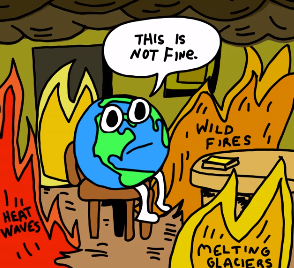 THIS IS
NOT FINE.
WILD
FIRES
HEAT
WAVES
MELTING
GLACIERS